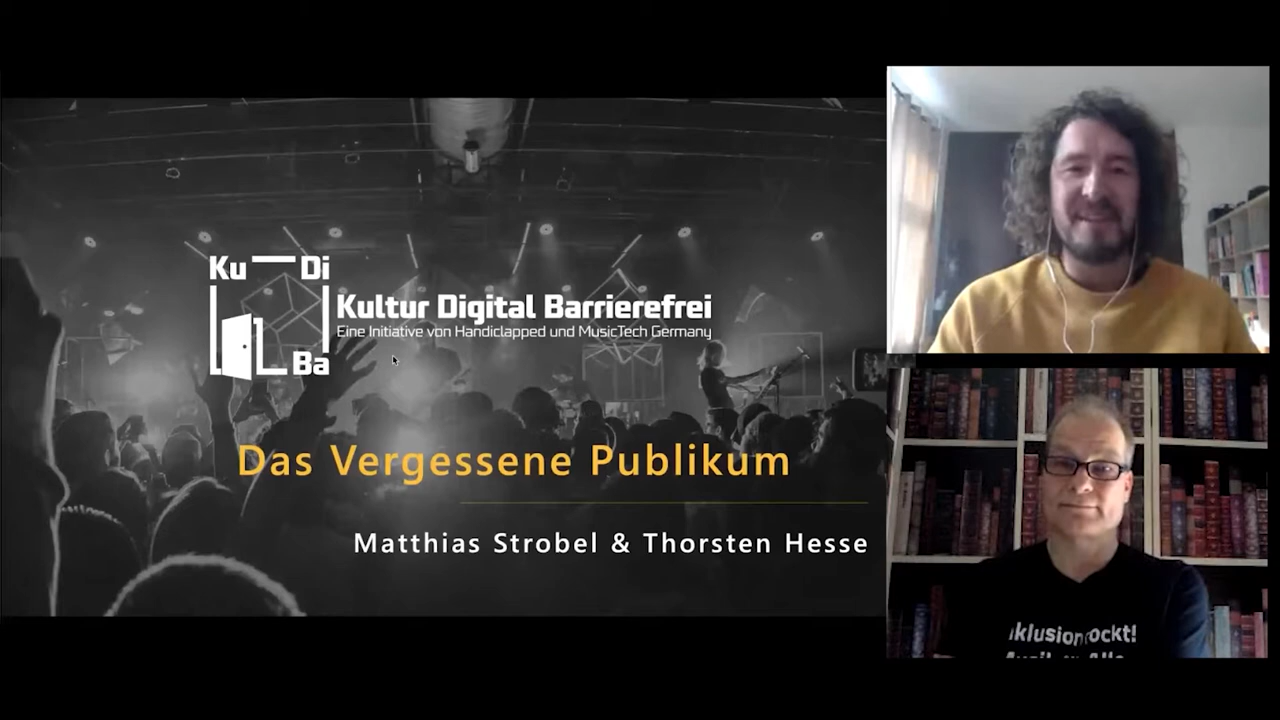 Ku Di
Ba
Kultur Digital Barrierefrei
Eine Initiative von Handiclapped und MusicTech Germany
Das Vergessene Publikum
Matthias Strobel & Thorsten Hesse